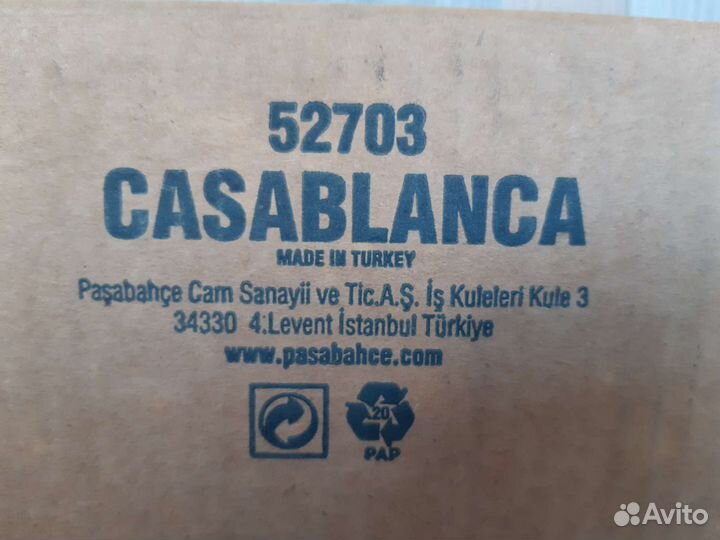 52703
CASABLANCA
MADE IN TURKEY
Paşabahçe Cam Sanayii ve Tic.A.Ş. İş Kuleleri Kule 3
34330 4.Levent İstanbul Türkiye
www.pasabahce.com
20
PAP
Avito